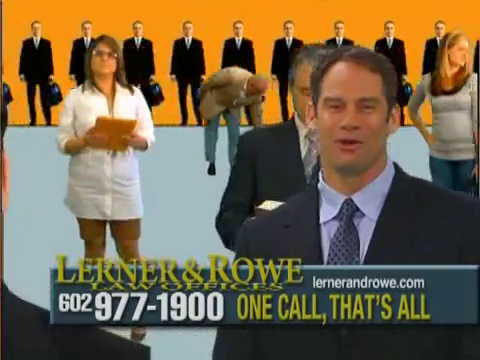 LERNER & ROWE
LAW OFFICES
lernerandrowe.com
602 977-1900 ONE CALL, THAT'S ALL